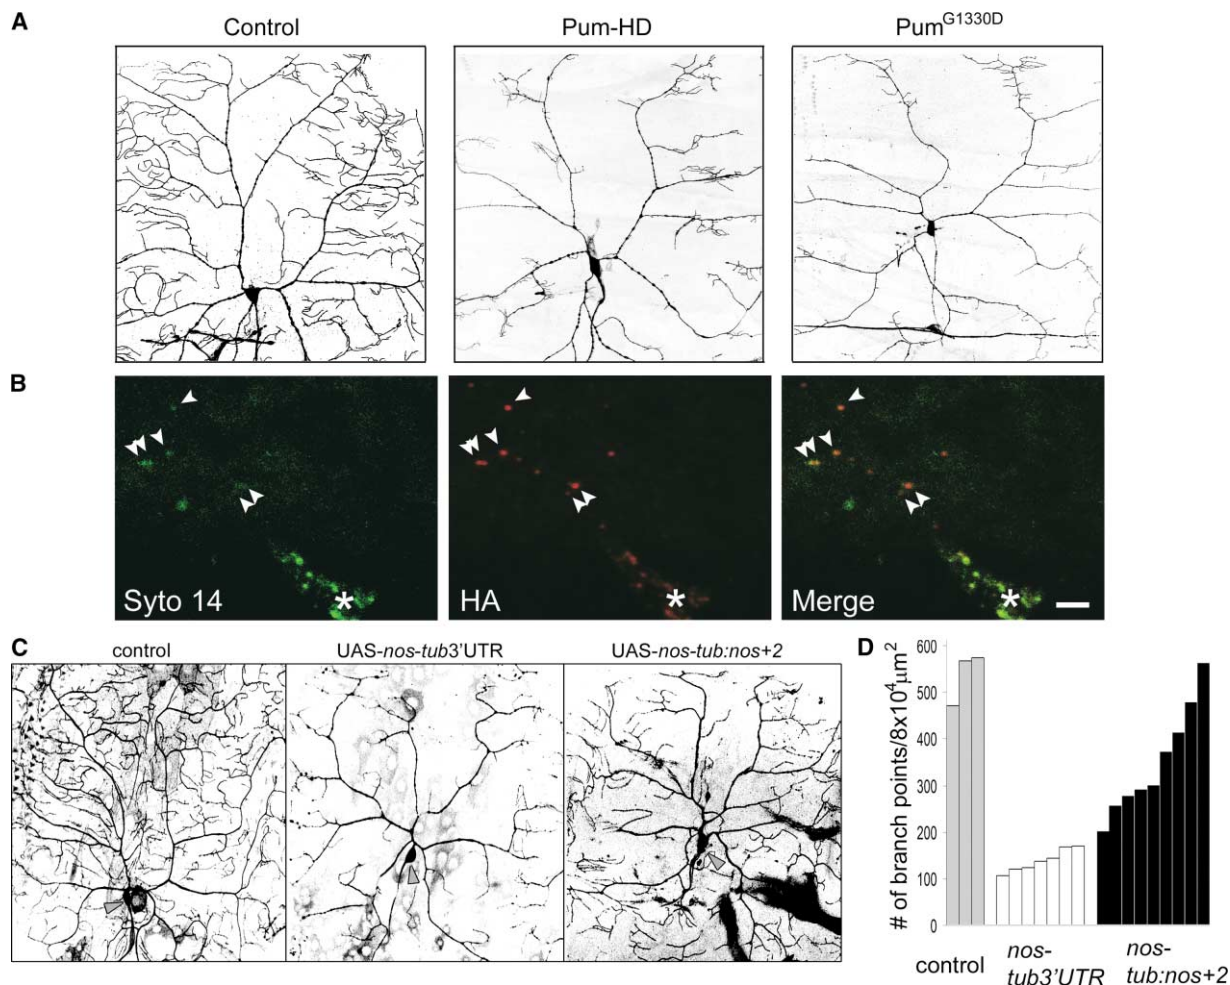 A
Control
Pum-HD
Pum^G1330D
B
Syto 14
*
HA
*
Merge
*
C
control
UAS-nos-tub3'UTR
UAS-nos-tub:nos+2
D
# of branch points/8x10^4μm^2
600
500
400
300
200
100
0
control
nos-
tub3'UTR
nos-
tub:nos+2